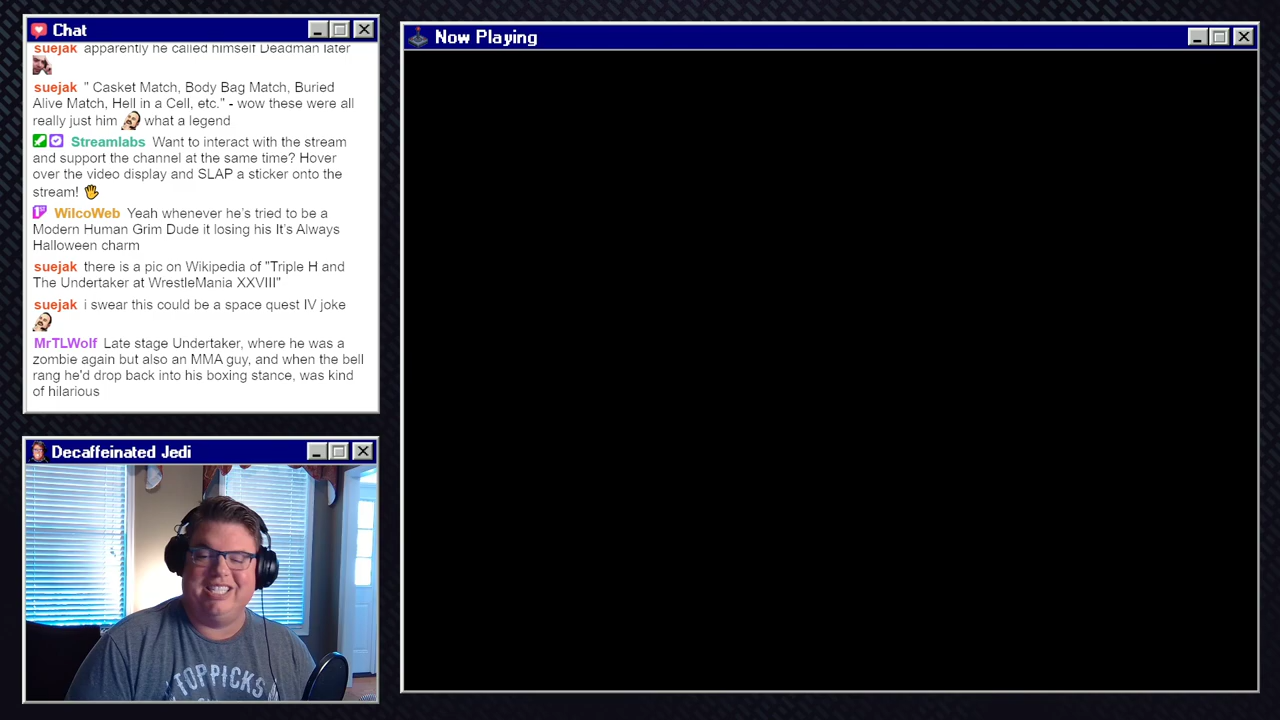 Chat
suejak apparently he called himself Deadman later
suejak " Casket Match, Body Bag Match, Buried
Alive Match, Hell in a Cell, etc." - wow these were all
really just him what a legend
Streamlabs Want to interact with the stream
and support the channel at the same time? Hover
over the video display and SLAP a sticker onto the
stream!
WilcoWeb Yeah whenever he's tried to be a
Modern Human Grim Dude it losing his It's Always
Halloween charm
suejak there is a pic on Wikipedia of "Triple H and
The Undertaker at WrestleMania XXVIII"
suejak i swear this could be a space quest IV joke
MrTLWolf Late stage Undertaker, where he was a
zombie again but also an MMA guy, and when the bell
rang he'd drop back into his boxing stance, was kind
of hilarious
Decaffeinated Jedi
TOPPICKS
Now Playing